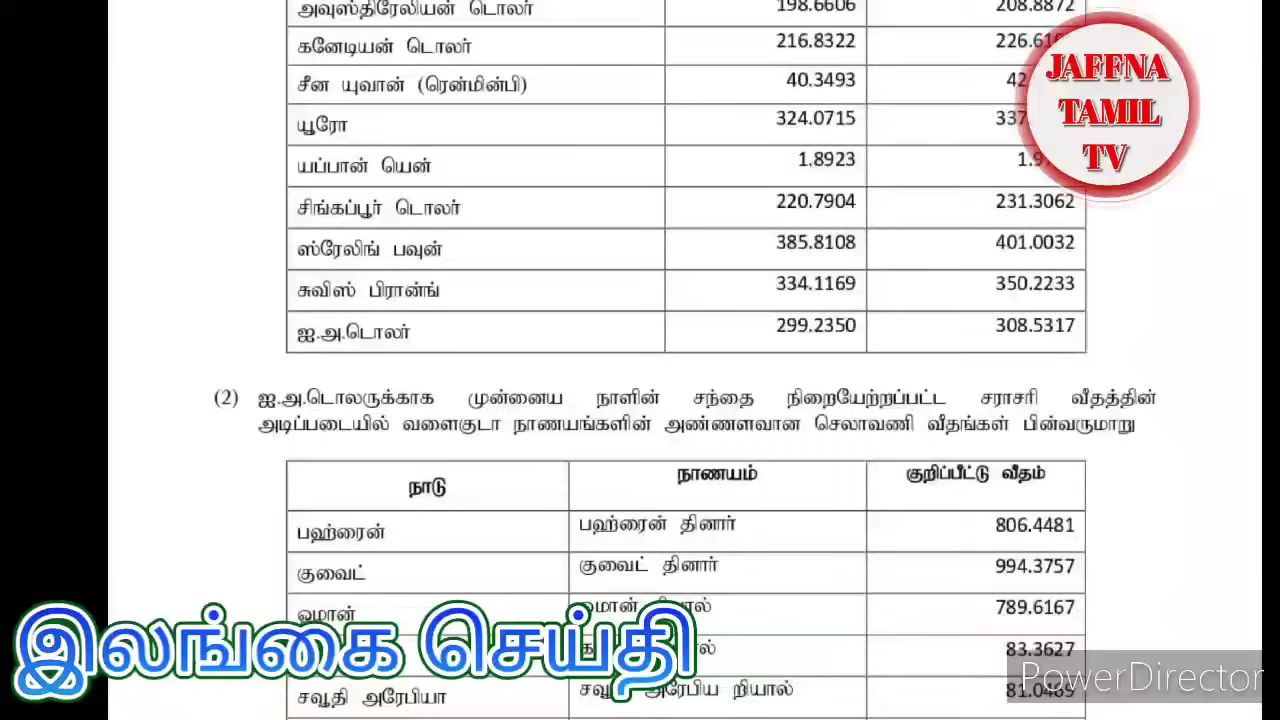 அவுஸ்திரேலியன் டொலர் 198.6606 208.8872
கனேடியன் டொலர் 216.8322
சீன யுவான் (ரென்மின்பி) 40.3493
யூரோ 324.0715
யப்பான் யென் 1.8923
சிங்கப்பூர் டொலர் 220.7904 231.3062
ஸ்ரேலிங் பவுன் 385.8108 401.0032
சுவிஸ் பிராங்ங் 334.1169 350.2233
ஐ.அ.டொலர் 299.2350 308.5317
JAFFNA
TAMIL
TV
(2) ஐ.அ.டொலருக்காக முன்னைய நாளின் சந்தை நிறையேற்றப்பட்ட சராசரி வீதத்தின்
அடிப்படையில் வளைகுடா நாணயங்களின் அண்ணளவான செலாவணி வீதங்கள் பின்வருமாறு
நாடு நாணயம் குறிப்பீட்டு வீதம்
பஹ்ரைன் பஹ்ரைன் தினார் 806.4481
குவைட் குவைட் தினார் 994.3757
ஓமான் 789.6167
83.3627
சவூதி அரேபியா அரேபிய றியால்
இலங்கை செய்தி
PowerDirector